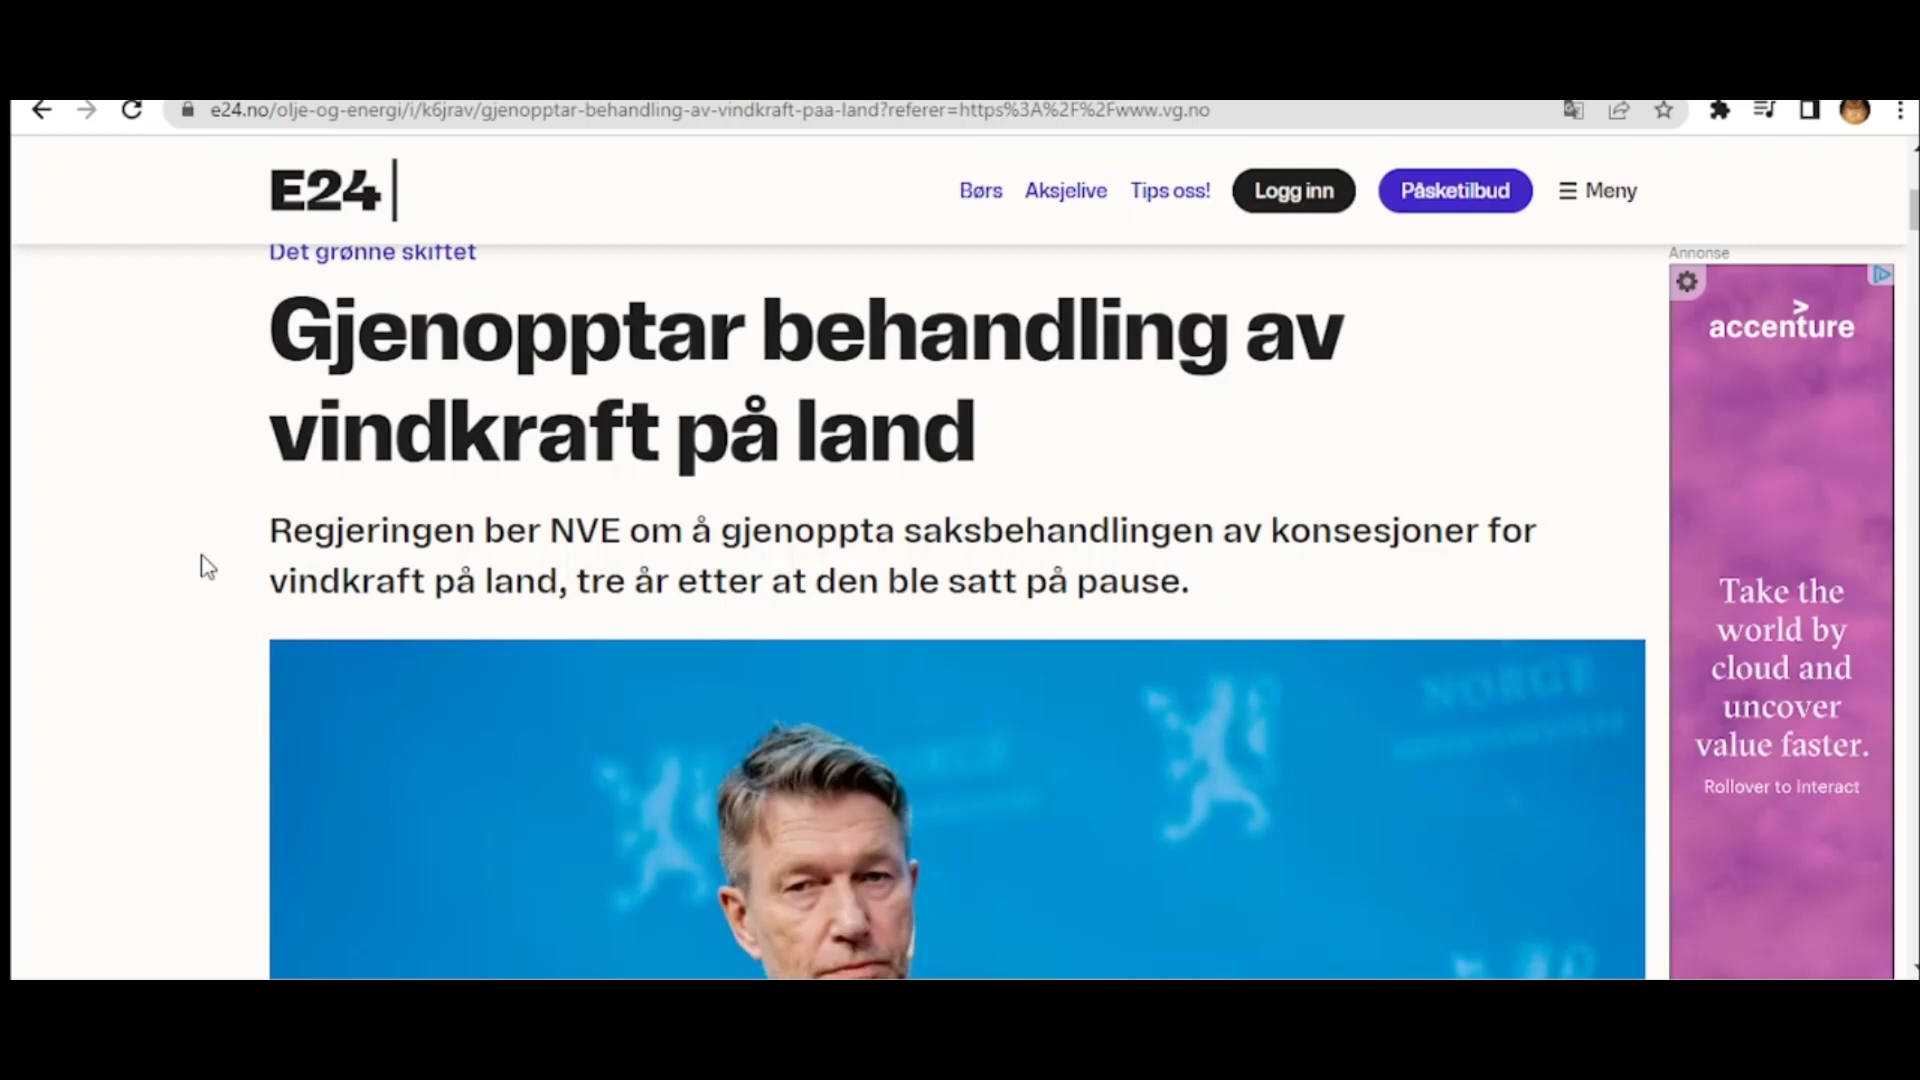 e24.no/olje-og-energi/i/k6jrav/gjenopptar-behandling-av-vindkraft-paa-land?referer=https%3A%2F%2Fwww.vg.no
E24
Børs Aksjelive Tips oss! Logg inn Påsketilbud Meny
Det grønne skiftet
Annonse
Gjenopptar behandling av
vindkraft på land
Regjeringen ber NVE om å gjenoppta saksbehandlingen av konsesjoner for
vindkraft på land, tre år etter at den ble satt på pause.
NORGE
accenture
Take the
world by
cloud and
uncover
value faster.
Rollover to Interact